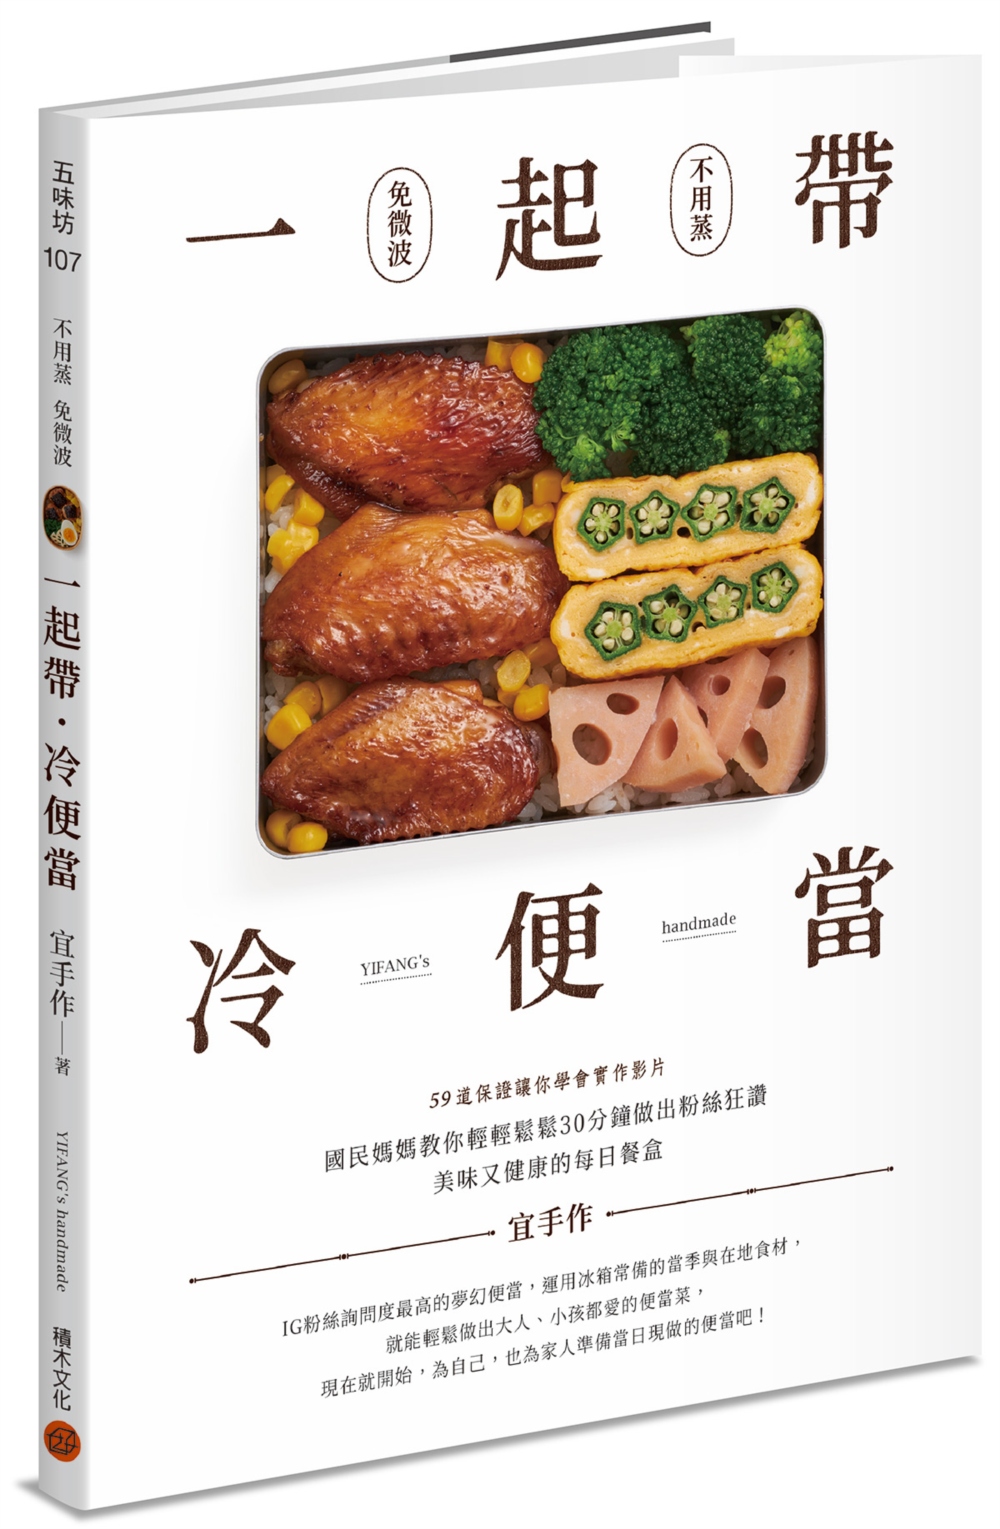 五味坊
107
不用蒸 免微波
一起帶・冷便當
宜手作──著
YIFANG's handmade
積木文化
一起帶
免微波
不用蒸
冷便當
YIFANG's
handmade
59道保證讓你學會實作影片
國民媽媽教你輕輕鬆鬆30分鐘做出粉絲狂讚
美味又健康的每日餐盒
宜手作
IG粉絲詢問度最高的夢幻便當，運用冰箱常備的當季與在地食材，
就能輕鬆做出大人、小孩都愛的便當菜，
現在就開始，為自己，也為家人準備當日現做的便當吧！